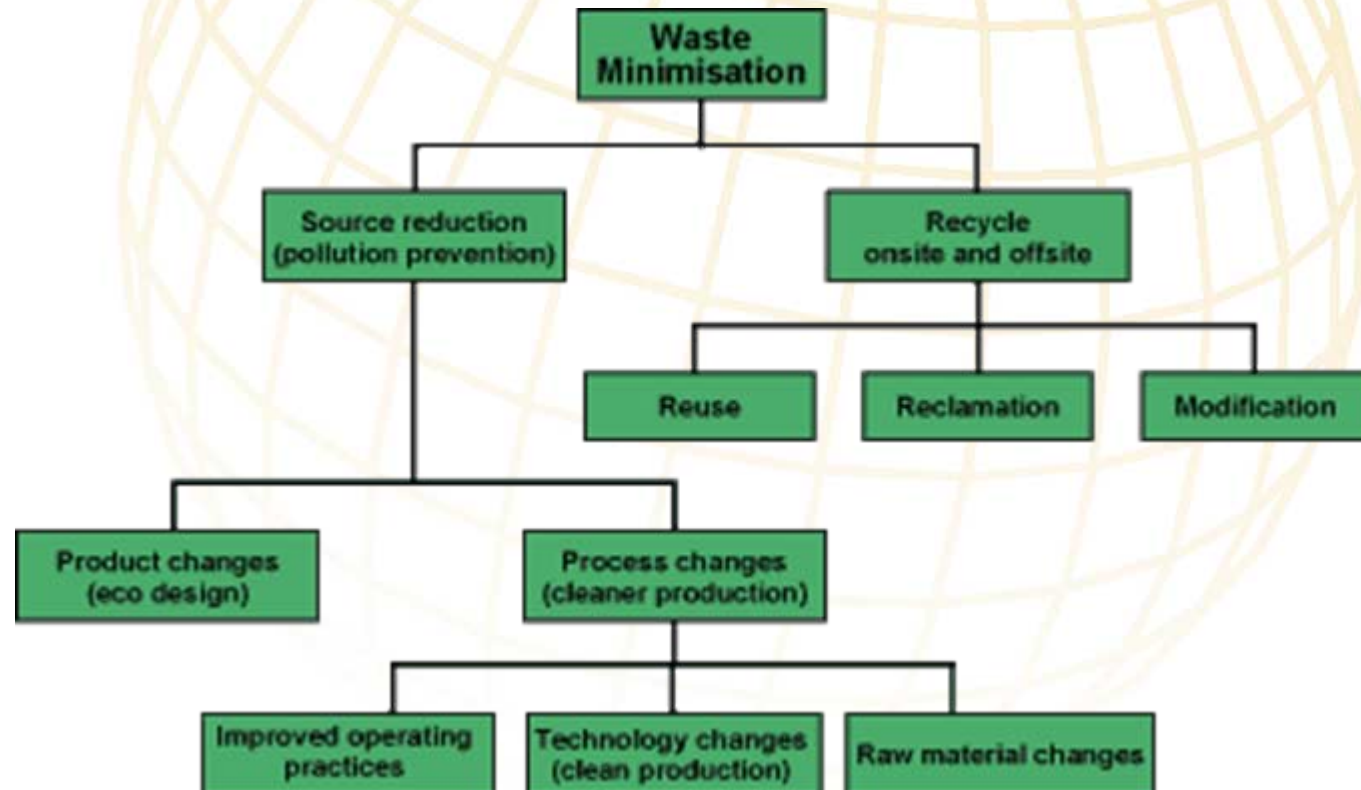 Waste
Minimisation
Source reduction
(pollution prevention)
Recycle
onsite and offsite
Reuse
Reclamation
Modification
Product changes
(eco design)
Process changes
(cleaner production)
Improved operating
practices
Technology changes
(clean production)
Raw material changes